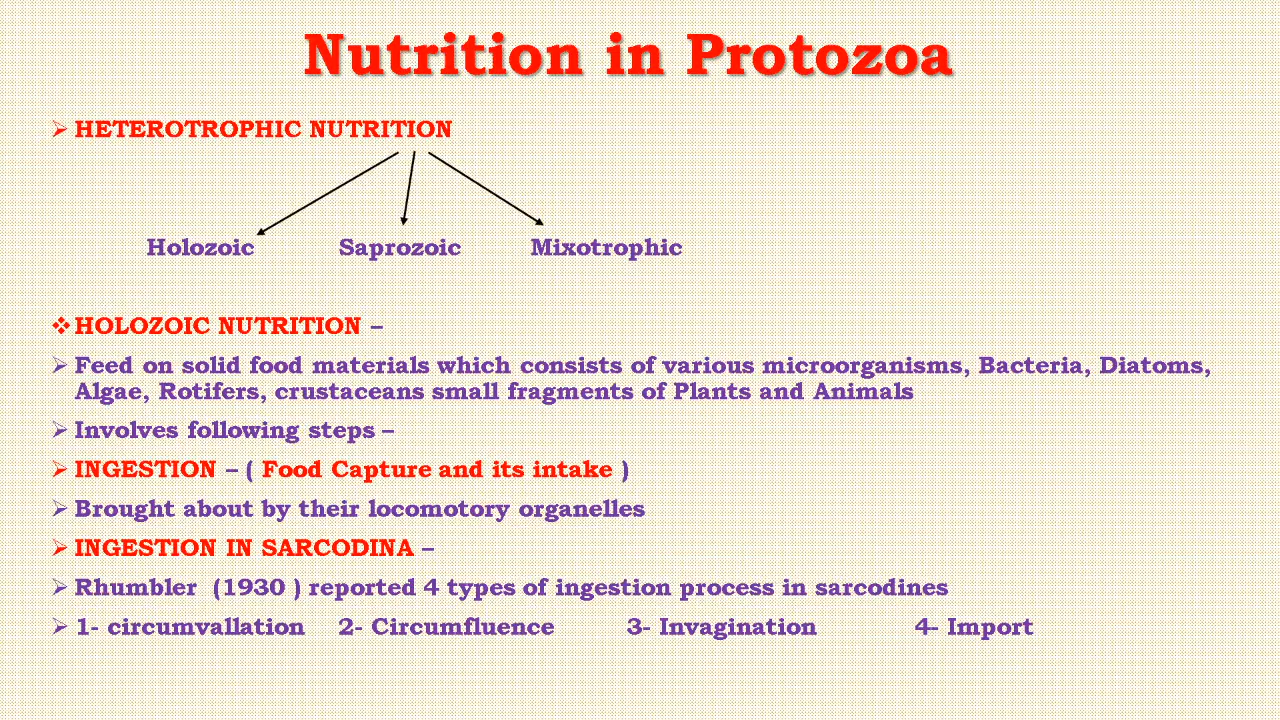 Nutrition in Protozoa
➢ HETEROTROPHIC NUTRITION
Holozoic Saprozoic Mixotrophic
❖ HOLOZOIC NUTRITION –
➢ Feed on solid food materials which consists of various microorganisms, Bacteria, Diatoms,
Algae, Rotifers, crustaceans small fragments of Plants and Animals
➢ Involves following steps –
➢ INGESTION – ( Food Capture and its intake )
➢ Brought about by their locomotory organelles
➢ INGESTION IN SARCODINA –
➢ Rhumbler (1930 ) reported 4 types of ingestion process in sarcodines
➢ 1- circumvallation 2- Circumfluence 3- Invagination 4- Import